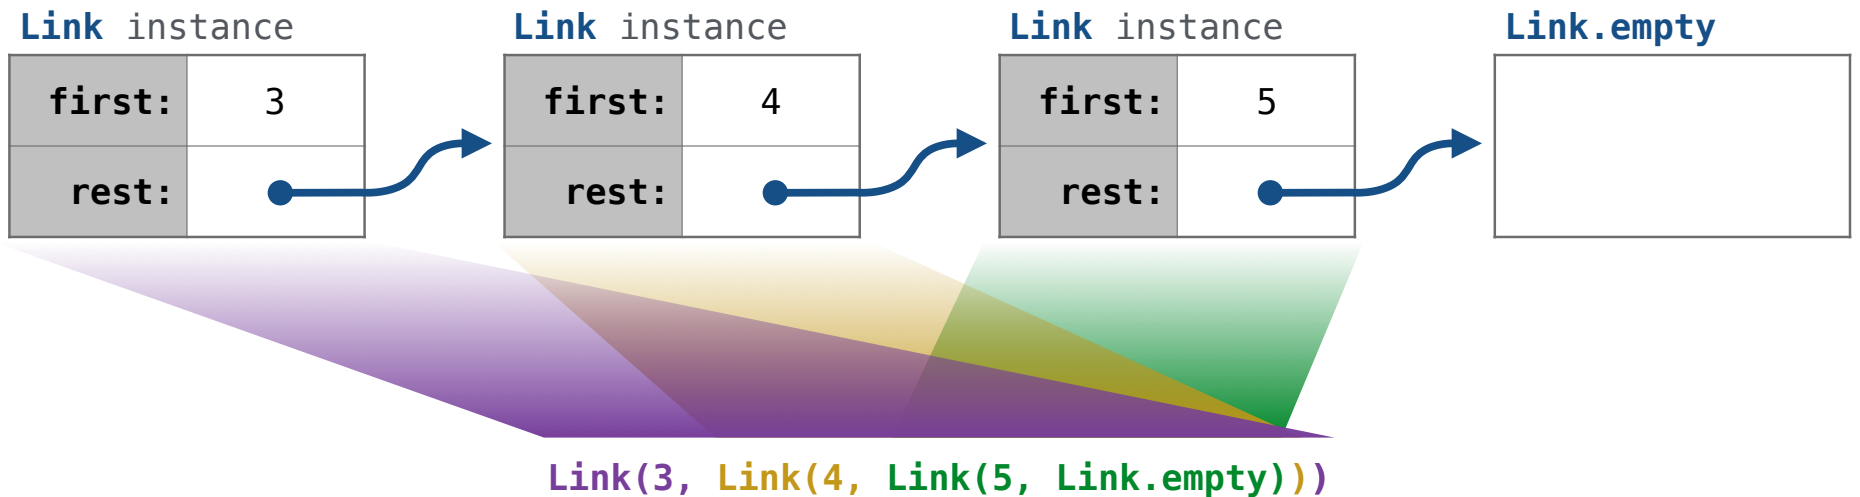 Link instance Link instance Link instance Link.empty
first: 3 first: 4 first: 5
rest: rest: rest:
Link(3, Link(4, Link(5, Link.empty)))